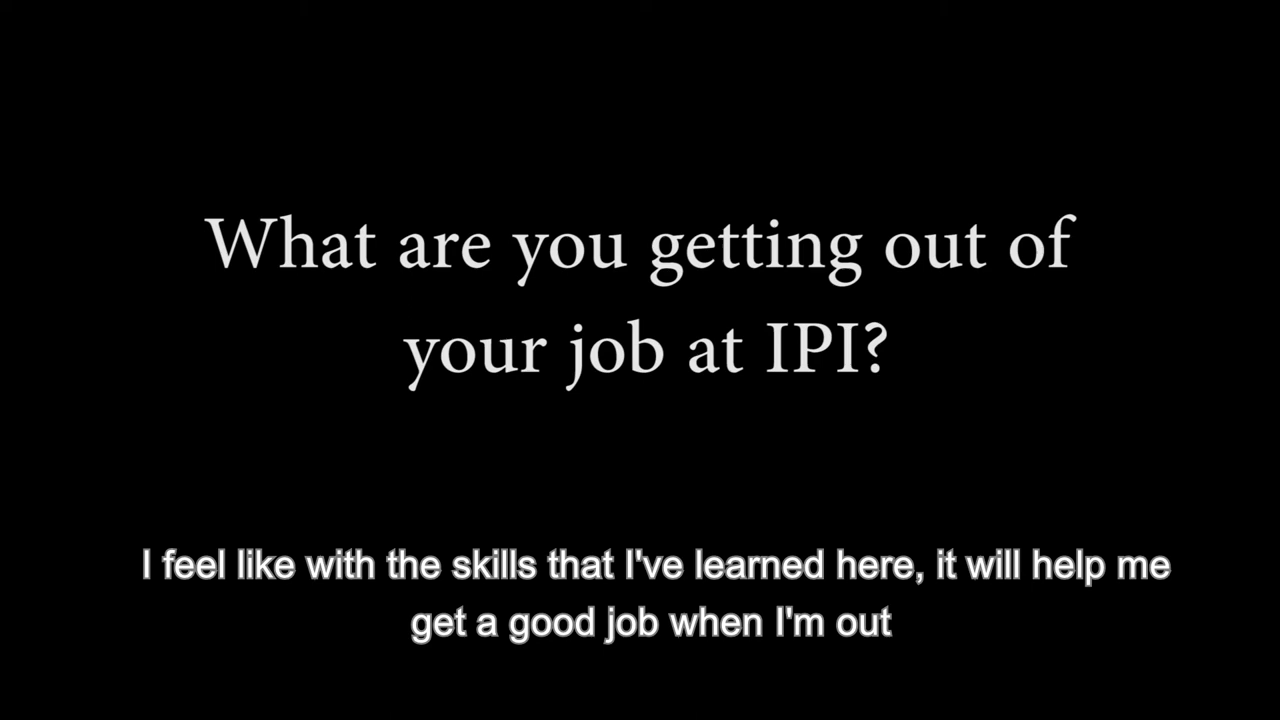 What are you getting out of
your job at IPI?
I feel like with the skills that I've learned here, it will help me
get a good job when I'm out